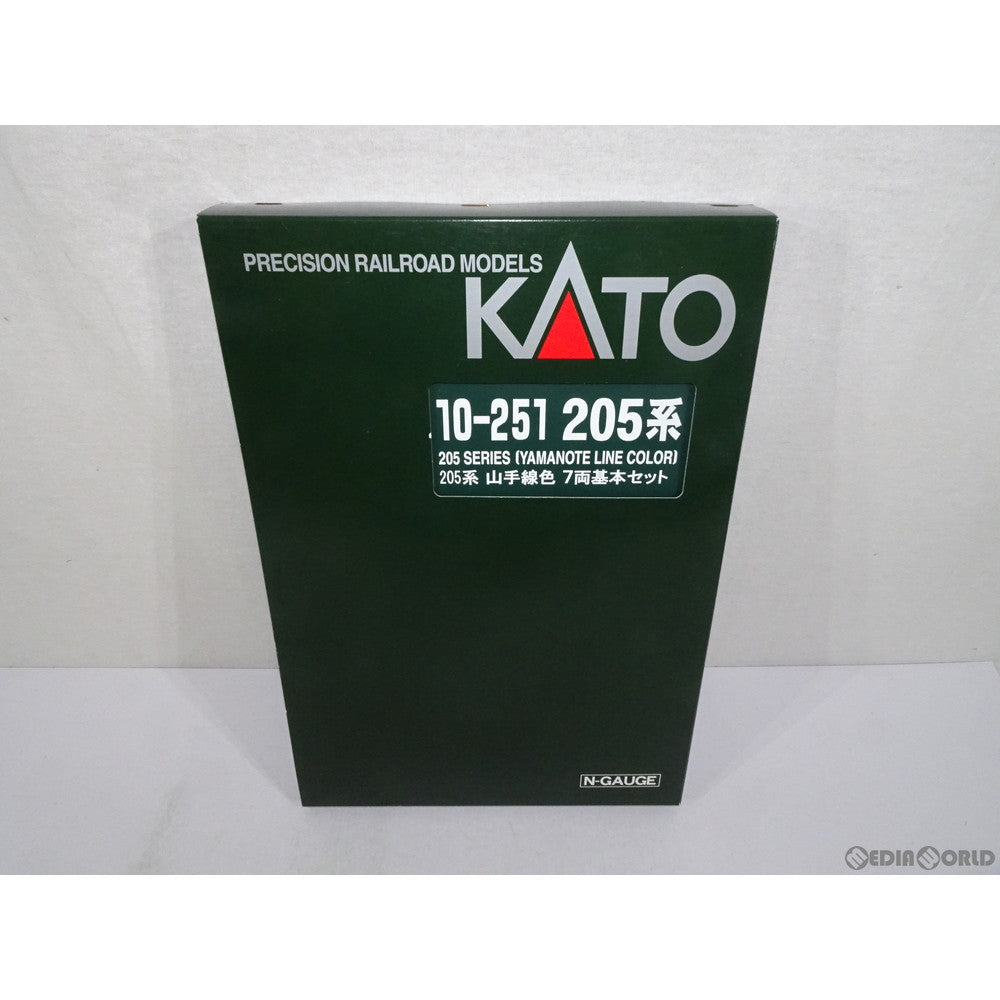 PRECISION RAILROAD MODELS
KATO
10-251 205系
205 SERIES (YAMANOTE LINE COLOR)
205系 山手線色 7両基本セット
N-GAUGE
MEDIAWORLD